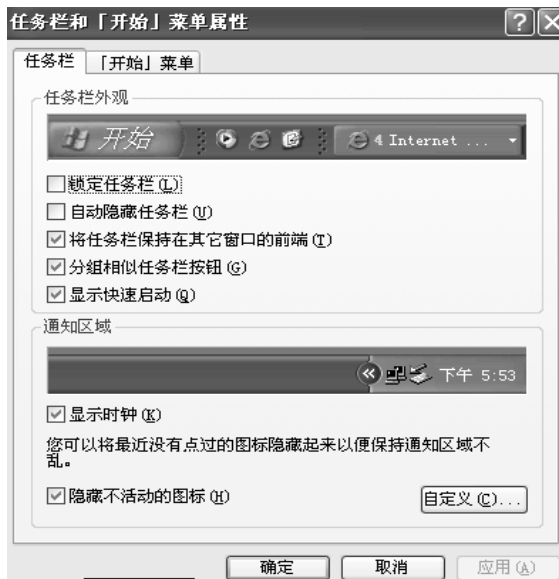 任务栏和「开始」菜单属性
任务栏
「开始」菜单
任务栏外观
开始
4 Internet ...
锁定任务栏(L)
自动隐藏任务栏(U)
将任务栏保持在其它窗口的前端(T)
分组相似任务栏按钮(G)
显示快速启动(Q)
通知区域
下午 5:53
显示时钟(K)
您可以将最近没有点过的图标隐藏起来以便保持通知区域不
乱。
隐藏不活动的图标(H)
自定义(C)...
确定
取消
应用(A)